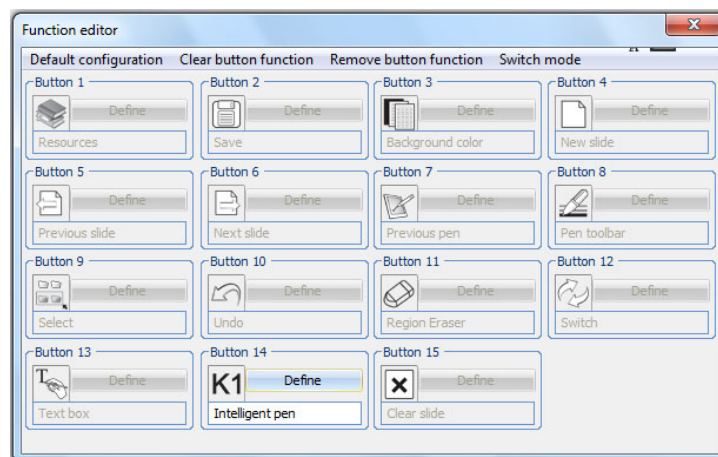 Function editor
Default configuration Clear button function Remove button function Switch mode
Button 1 Button 2 Button 3 Button 4
Define Define Define Define
Resources Save Background color New slide
Button 5 Button 6 Button 7 Button 8
Define Define Define Define
Previous slide Next slide Previous pen Pen toolbar
Button 9 Button 10 Button 11 Button 12
Define Define Define Define
Select Undo Region Eraser Switch
Button 13 Button 14 Button 15
T Define K1 Define Define
Text box Intelligent pen Clear slide